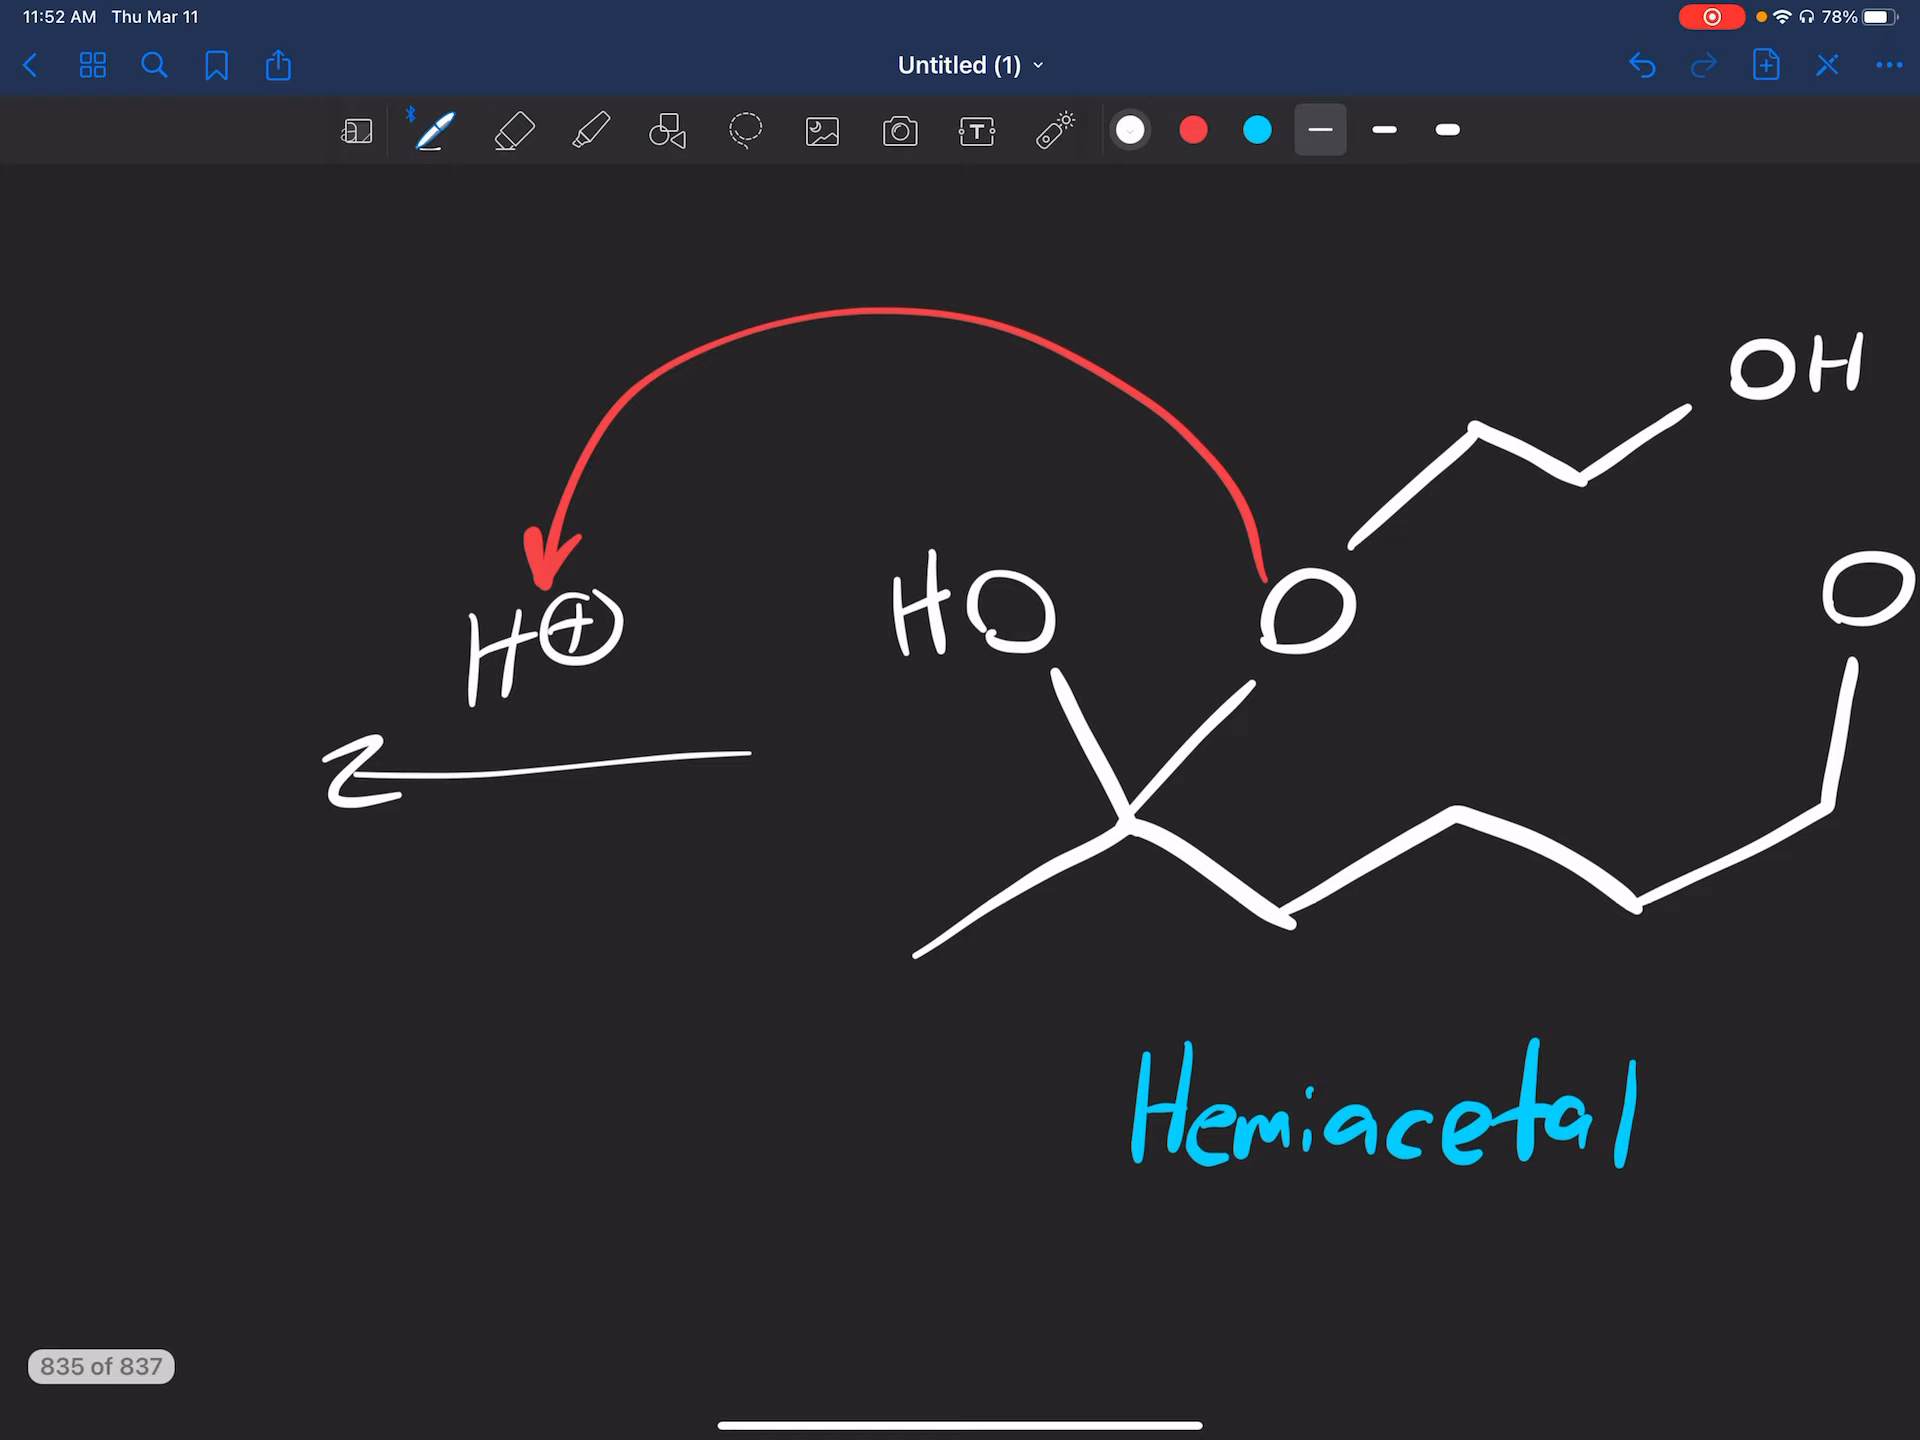 11:52 AM Thu Mar 11
78%
Untitled (1)
T
OH
HO
O
O
H+
Hemiacetal
835 of 837